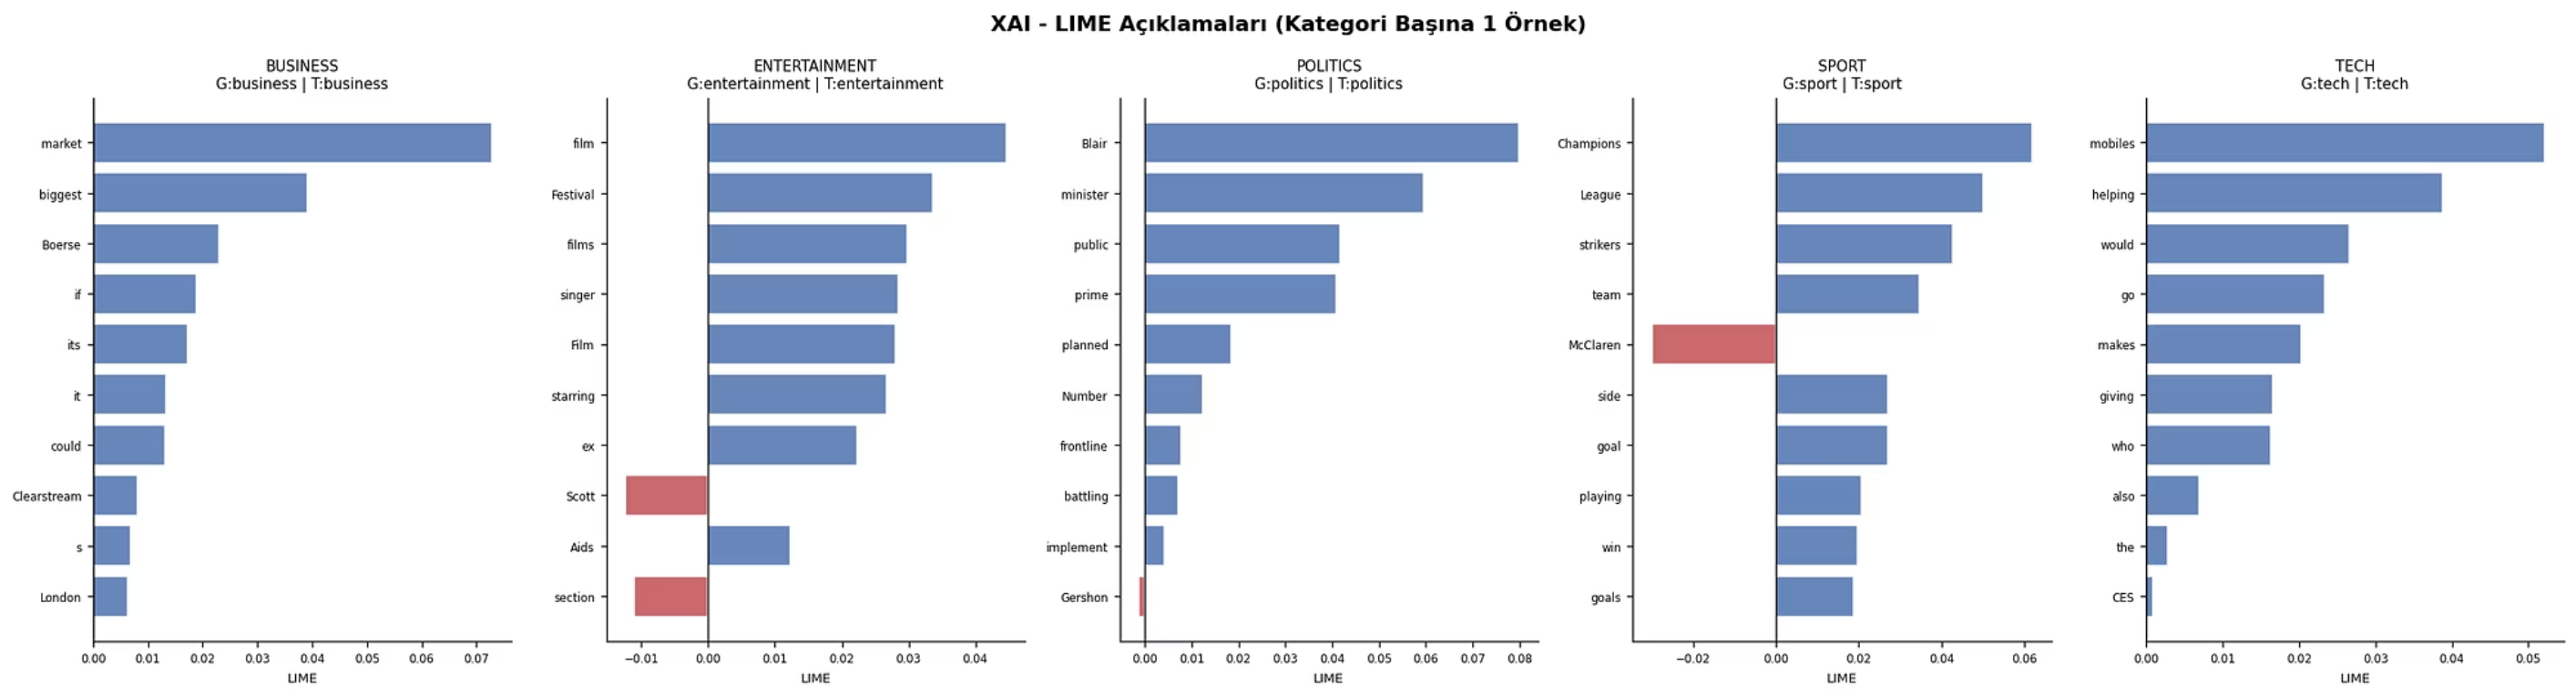 XAI - LIME Açıklamaları (Kategori Başına 1 Örnek)
BUSINESS
G:business | T:business
market
biggest
Boerse
if
its
it
could
Clearstream
s
London
0.00 0.01 0.02 0.03 0.04 0.05 0.06 0.07
LIME
ENTERTAINMENT
G:entertainment | T:entertainment
film
Festival
films
singer
Film
starring
ex
Scott
Aids
section
−0.01 0.00 0.01 0.02 0.03 0.04
LIME
POLITICS
G:politics | T:politics
Blair
minister
public
prime
planned
Number
frontline
battling
implement
Gershon
0.00 0.01 0.02 0.03 0.04 0.05 0.06 0.07 0.08
LIME
SPORT
G:sport | T:sport
Champions
League
strikers
team
McClaren
side
goal
playing
win
goals
−0.02 0.00 0.02 0.04 0.06
LIME
TECH
G:tech | T:tech
mobiles
helping
would
go
makes
giving
who
also
the
CES
0.00 0.01 0.02 0.03 0.04 0.05
LIME